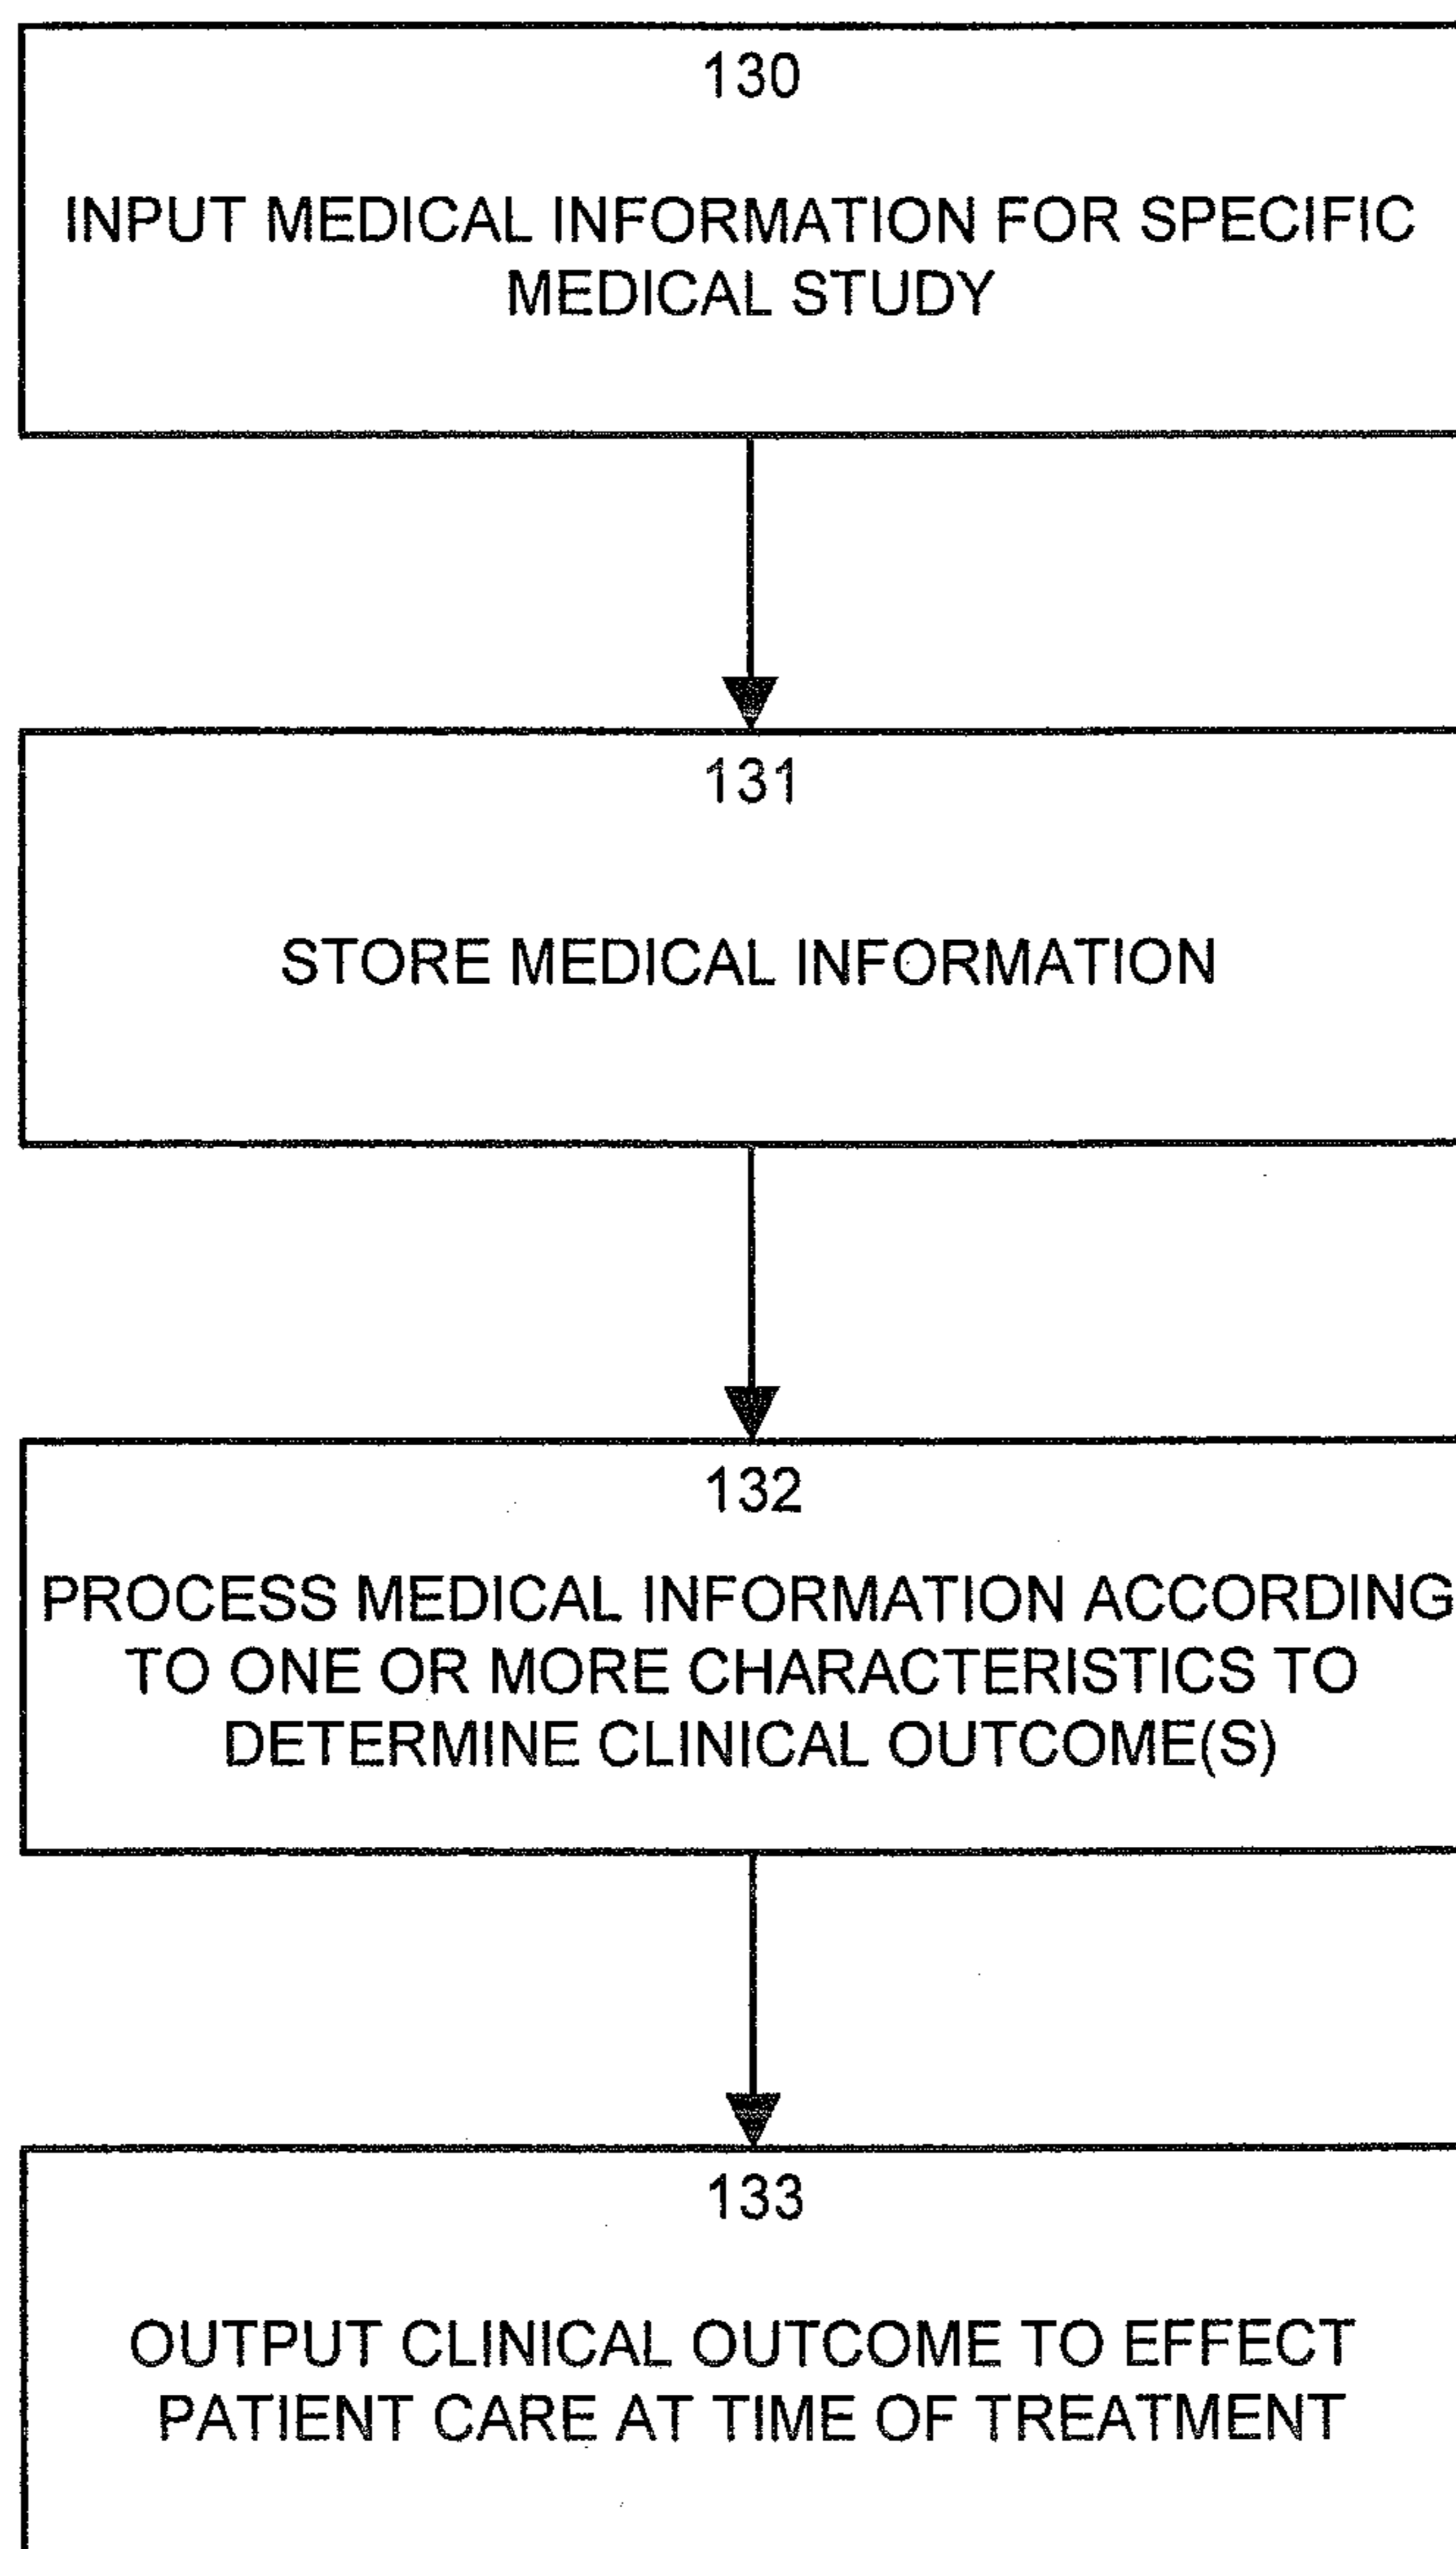 130
INPUT MEDICAL INFORMATION FOR SPECIFIC
MEDICAL STUDY
131
STORE MEDICAL INFORMATION
132
PROCESS MEDICAL INFORMATION ACCORDING
TO ONE OR MORE CHARACTERISTICS TO
DETERMINE CLINICAL OUTCOME(S)
133
OUTPUT CLINICAL OUTCOME TO EFFECT
PATIENT CARE AT TIME OF TREATMENT